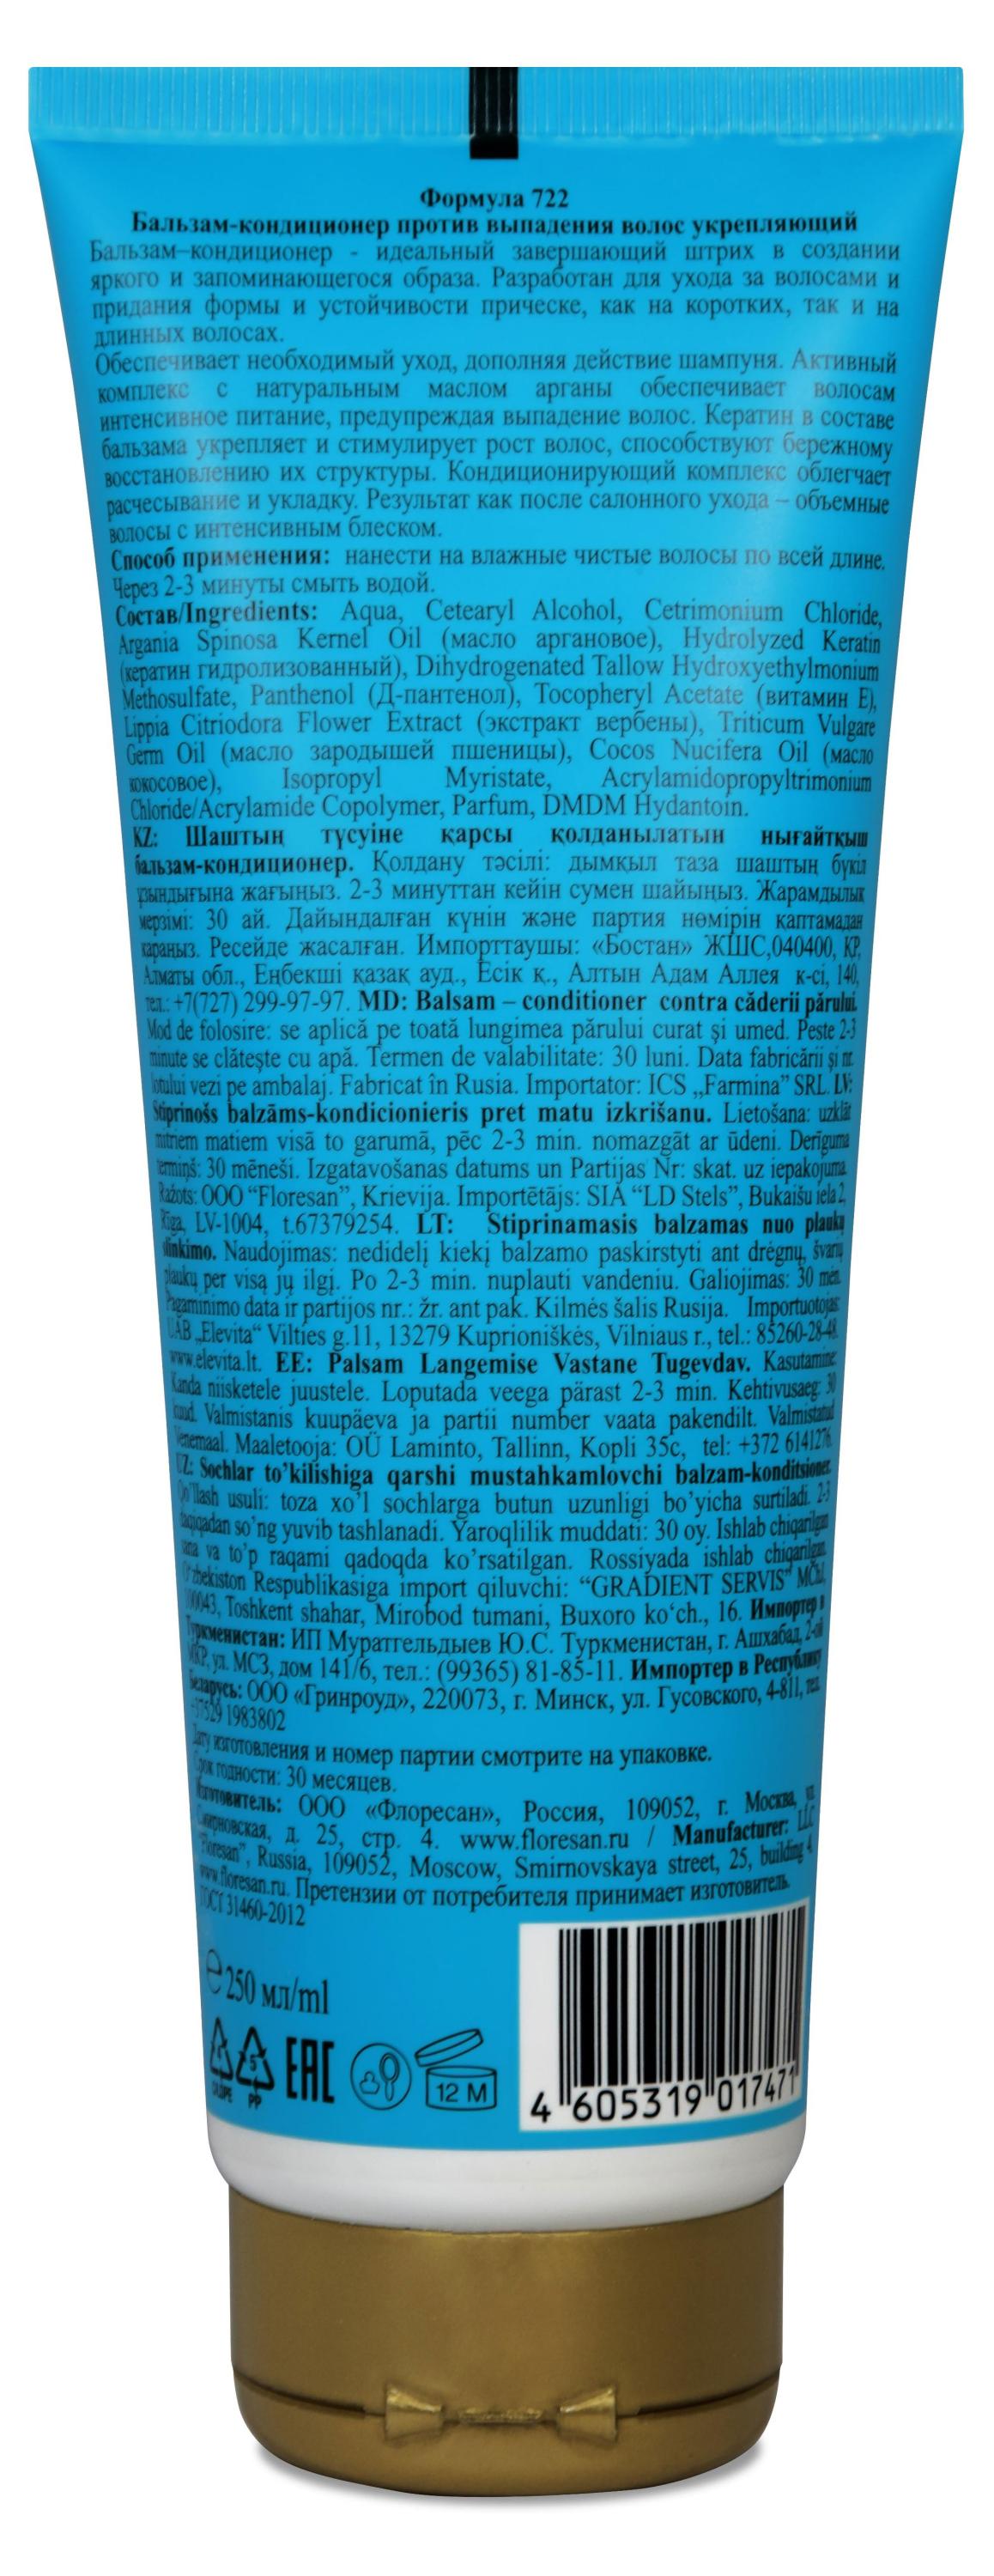 Формула 722
Бальзам-кондиционер против выпадения волос укрепляющий
Бальзам–кондиционер - идеальный завершающий штрих в создании
яркого и запоминающегося образа. Разработан для ухода за волосами и
придания формы и устойчивости прическе, как на коротких, так и на
длинных волосах.
Обеспечивает необходимый уход, дополняя действие шампуня. Активный
комплекс с натуральным маслом арганы обеспечивает волосам
интенсивное питание, предупреждая выпадение волос. Кератин в составе
бальзама укрепляет и стимулирует рост волос, способствуют бережному
восстановлению их структуры. Кондиционирующий комплекс облегчает
расчесывание и укладку. Результат как после салонного ухода – объемные
волосы с интенсивным блеском.
Способ применения: нанести на влажные чистые волосы по всей длине.
Через 2-3 минуты смыть водой.
Состав/Ingredients: Aqua, Cetearyl Alcohol, Cetrimonium Chloride,
Argania Spinosa Kernel Oil (масло аргановое), Hydrolyzed Keratin
(кератин гидролизованный), Dihydrogenated Tallow Hydroxyethylmonium
Methosulfate, Panthenol (Д-пантенол), Tocopheryl Acetate (витамин Е),
Lippia Citriodora Flower Extract (экстракт вербены), Triticum Vulgare
Germ Oil (масло зародышей пшеницы), Cocos Nucifera Oil (масло
кокосовое), Isopropyl Myristate, Acrylamidopropyltrimonium
Chloride/Acrylamide Copolymer, Parfum, DMDM Hydantoin.
KZ: Шаштың түсуіне қарсы қолданылатын нығайтқыш
бальзам-кондиционер. Қолдану тәсілі: дымқыл таза шаштың бүкіл
ұзындығына жағыңыз. 2-3 минуттан кейін сумен шайыңыз. Жарамдылық
мерзімі: 30 ай. Дайындалған күнін және партия нөмірін қаптамадан
қараңыз. Ресейде жасалған. Импорттаушы: «Бостан» ЖШС,040400, ҚР,
Алматы обл., Еңбекші қазақ ауд., Есік қ., Алтын Адам Аллея к-сі, 140,
тел.: +7(727) 299-97-97. MD: Balsam – conditioner contra căderii părului.
Mod de folosire: se aplică pe toată lungimea părului curat şi umed. Peste 2-3
minute se clăteşte cu apă. Termen de valabilitate: 30 luni. Data fabricării şi nr.
lotului vezi pe ambalaj. Fabricat în Rusia. Importator: ICS „Farmina” SRL. LV:
Stiprinošs balzāms-kondicionieris pret matu izkrišanu. Lietošana: uzklāt
mitriem matiem visā to garumā, pēc 2-3 min. nomazgāt ar ūdeni. Derīguma
termiņš: 30 mēneši. Izgatavošanas datums un Partijas Nr: skat. uz iepakojuma.
Ražots: OOO “Floresan”, Krievija. Importētājs: SIA “LD Stels”, Bukaišu iela 2,
Rīga, LV-1004, t.67379254. LT: Stiprinamasis balzamas nuo plaukų
slinkimo. Naudojimas: nedidelį kiekį balzamo paskirstyti ant drėgnų, švarių
plaukų per visą jų ilgį. Po 2-3 min. nuplauti vandeniu. Galiojimas: 30 mėn.
Pagaminimo data ir partijos nr.: žr. ant pak. Kilmės šalis Rusija. Importuotojas:
UAB „Elevita“ Vilties g.11, 13279 Kuprioniškės, Vilniaus r., tel.: 85260-28-48.
www.elevita.lt. EE: Palsam Langemise Vastane Tugevdav. Kasutamine:
Kanda niisketele juustele. Loputada veega pärast 2-3 min. Kehtivusaeg: 30
kuud. Valmistanis kuupäeva ja partii number vaata pakendilt. Valmistatud
Venemaal. Maaletooja: OÜ Laminto, Tallinn, Kopli 35c, tel: +372 6141276.
UZ: Sochlar to’kilishiga qarshi mustahkamlovchi balzam-konditsioner.
Qo’llash usuli: toza xo’l sochlarga butun uzunligi bo’yicha surtiladi. 2-3
daqiqadan so’ng yuvib tashlanadi. Yaroqlilik muddati: 30 oy. Ishlab chiqarilgan
sana va to’p raqami qadoqda ko’rsatilgan. Rossiyada ishlab chiqarilgan.
O’zbekiston Respublikasiga import qiluvchi: “GRADIENT SERVIS” MChJ,
100043, Toshkent shahar, Mirobod tumani, Buxoro ko‘ch., 16. Импортер в
Туркменистан: ИП Муратгельдыев Ю.С. Туркменистан, г. Ашхабад, 2-ой
МКР, ул. МСЗ, дом 141/6, тел.: (99365) 81-85-11. Импортер в Республику
Беларусь: ООО «Гринроуд», 220073, г. Минск, ул. Гусовского, 4-811, тел.
+37529 1983802
Дату изготовления и номер партии смотрите на упаковке.
Срок годности: 30 месяцев.
Изготовитель: ООО «Флоресан», Россия, 109052, г. Москва, ул.
Смирновская, д. 25, стр. 4. www.floresan.ru / Manufacturer: LLC
“Floresan”, Russia, 109052, Moscow, Smirnovskaya street, 25, building 4,
www.floresan.ru. Претензии от потребителя принимает изготовитель.
ГОСТ 31460-2012
℮ 250 мл/ml
5
PP
EAC
12 M
4 605319 017471